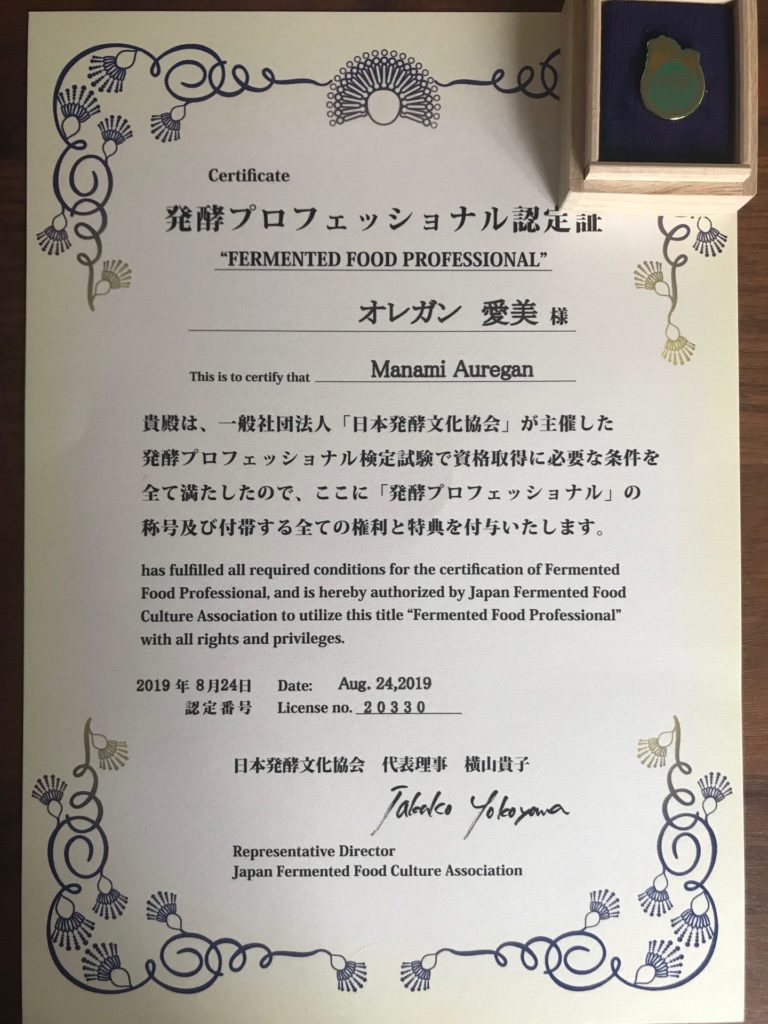 Certificate
発酵プロフェッショナル認定証
“FERMENTED FOOD PROFESSIONAL”
オレガン 愛美 様
This is to certify that Manami Auregan
貴殿は、一般社団法人「日本発酵文化協会」が主催した
発酵プロフェッショナル検定試験で資格取得に必要な条件を
全て満たしたので、ここに「発酵プロフェッショナル」の
称号及び付帯する全ての権利と特典を付与いたします。
has fulfilled all required conditions for the certification of Fermented
Food Professional, and is hereby authorized by Japan Fermented Food
Culture Association to utilize this title “Fermented Food Professional”
with all rights and privileges.
2019 年 8月24日 Date: Aug. 24,2019
認定番号 License no. 20330
日本発酵文化協会 代表理事 横山貴子
Takako Yokoyama
Representative Director
Japan Fermented Food Culture Association